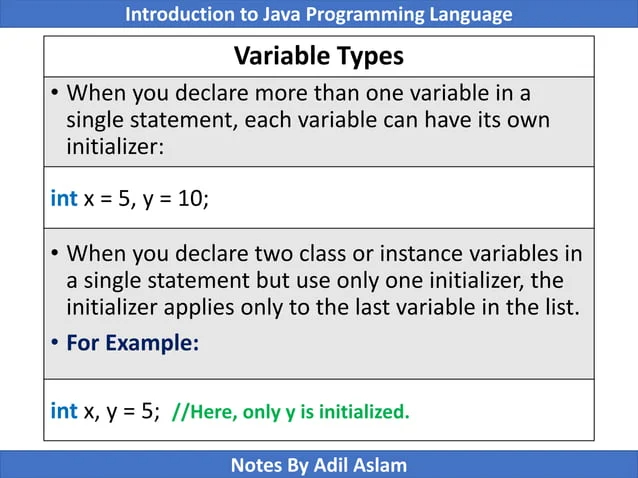 Introduction to Java Programming Language
Variable Types
• When you declare more than one variable in a
single statement, each variable can have its own
initializer:
int x = 5, y = 10;
• When you declare two class or instance variables in
a single statement but use only one initializer, the
initializer applies only to the last variable in the list.
• For Example:
int x, y = 5; //Here, only y is initialized.
Notes By Adil Aslam